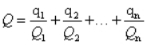 Q = q1/Q1 + q2/Q2 + ... + qn/Qn